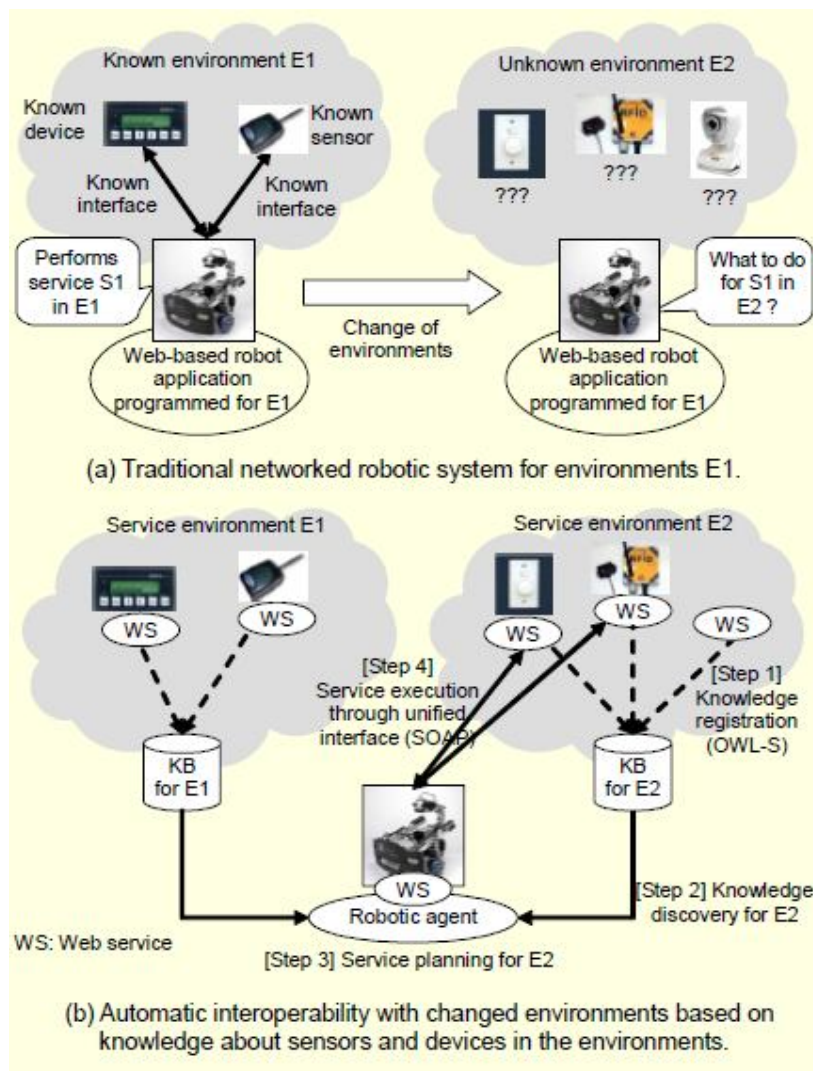 Known environment E1
Unknown environment E2
Known
device
Known
sensor
Known
interface
Known
interface
RFID
???
???
???
Performs
service S1
in E1
What to do
for S1 in
E2 ?
Change of
environments
Web-based robot
application
programmed for E1
Web-based robot
application
programmed for E1
(a) Traditional networked robotic system for environments E1.
Service environment E1
Service environment E2
RFID
WS
WS
WS
WS
WS
[Step 4]
Service execution
through unified
interface (SOAP)
[Step 1]
Knowledge
registration
(OWL-S)
KB
for E1
KB
for E2
WS
Robotic agent
[Step 2] Knowledge
discovery for E2
WS: Web service
[Step 3] Service planning for E2
(b) Automatic interoperability with changed environments based on
knowledge about sensors and devices in the environments.